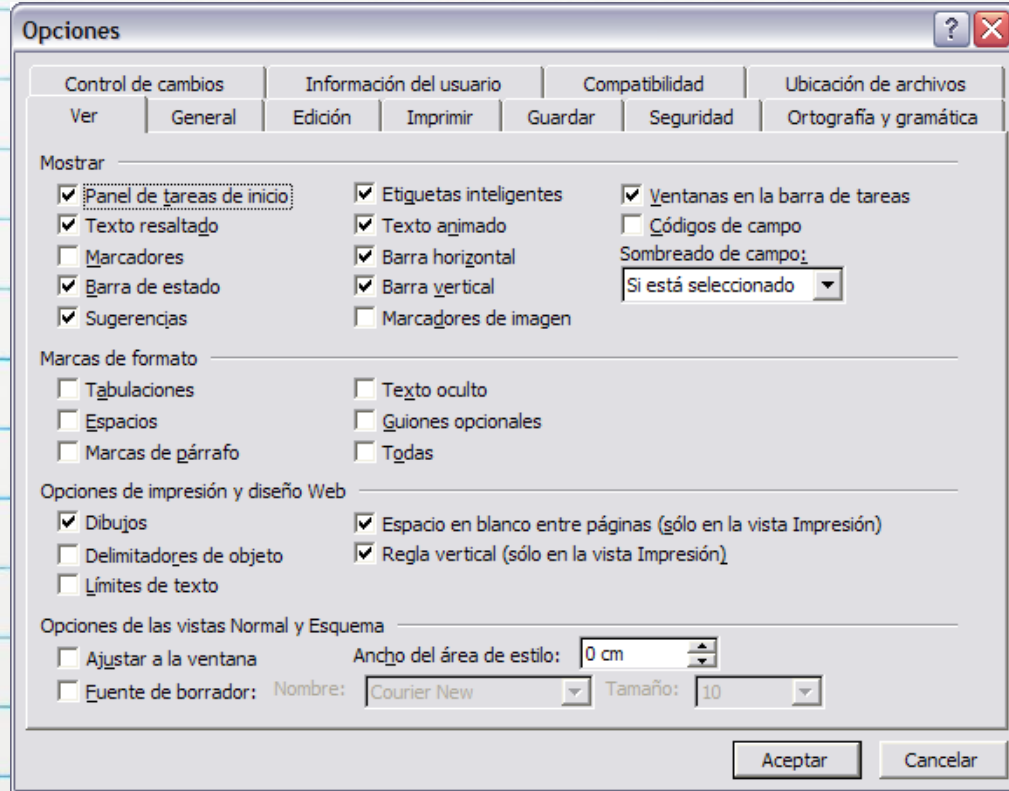 Opciones
Control de cambios Información del usuario Compatibilidad Ubicación de archivos
Ver General Edición Imprimir Guardar Seguridad Ortografía y gramática
Mostrar
Panel de tareas de inicio Etiquetas inteligentes Ventanas en la barra de tareas
Texto resaltado Texto animado Códigos de campo
Marcadores Barra horizontal Sombreado de campo:
Barra de estado Barra vertical Si está seleccionado
Sugerencias Marcadores de imagen
Marcas de formato
Tabulaciones Texto oculto
Espacios Guiones opcionales
Marcas de párrafo Todas
Opciones de impresión y diseño Web
Dibujos Espacio en blanco entre páginas (sólo en la vista Impresión)
Delimitadores de objeto Regla vertical (sólo en la vista Impresión)
Límites de texto
Opciones de las vistas Normal y Esquema
Ajustar a la ventana Ancho del área de estilo: 0 cm
Fuente de borrador: Nombre: Courier New Tamaño: 10
Aceptar Cancelar